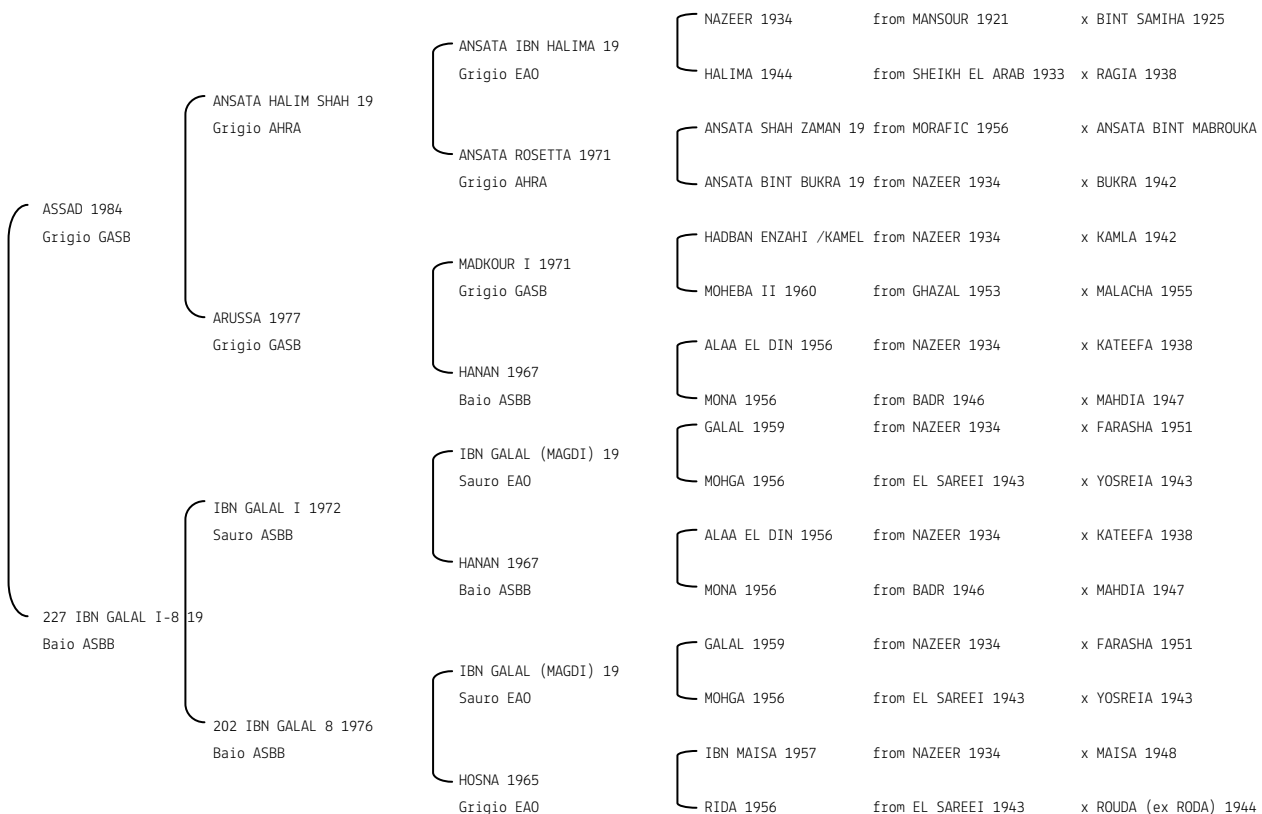 NAZEER 1934 from MANSOUR 1921 x BINT SAMIHA 1925
ANSATA IBN HALIMA 19
Grigio EAO
HALIMA 1944 from SHEIKH EL ARAB 1933 x RAGIA 1938
ANSATA HALIM SHAH 19
Grigio AHRA
ANSATA SHAH ZAMAN 19 from MORAFIC 1956 x ANSATA BINT MABROUKA
ANSATA ROSETTA 1971
Grigio AHRA
ANSATA BINT BUKRA 19 from NAZEER 1934 x BUKRA 1942
ASSAD 1984
Grigio GASB
HADBAN ENZAHI /KAMEL from NAZEER 1934 x KAMLA 1942
MADKOUR I 1971
Grigio GASB
MOHEBA II 1960 from GHAZAL 1953 x MALACHA 1955
ARUSSA 1977
Grigio GASB
ALAA EL DIN 1956 from NAZEER 1934 x KATEEFA 1938
HANAN 1967
Baio ASBB
MONA 1956 from BADR 1946 x MAHDIA 1947
GALAL 1959 from NAZEER 1934 x FARASHA 1951
IBN GALAL (MAGDI) 19
Sauro EAO
MOHGA 1956 from EL SAREEI 1943 x YOSREIA 1943
IBN GALAL I 1972
Sauro ASBB
ALAA EL DIN 1956 from NAZEER 1934 x KATEEFA 1938
HANAN 1967
Baio ASBB
MONA 1956 from BADR 1946 x MAHDIA 1947
227 IBN GALAL I-8 19
Baio ASBB
GALAL 1959 from NAZEER 1934 x FARASHA 1951
IBN GALAL (MAGDI) 19
Sauro EAO
MOHGA 1956 from EL SAREEI 1943 x YOSREIA 1943
202 IBN GALAL 8 1976
Baio ASBB
IBN MAISA 1957 from NAZEER 1934 x MAISA 1948
HOSNA 1965
Grigio EAO
RIDA 1956 from EL SAREEI 1943 x ROUDA (ex RODA) 1944